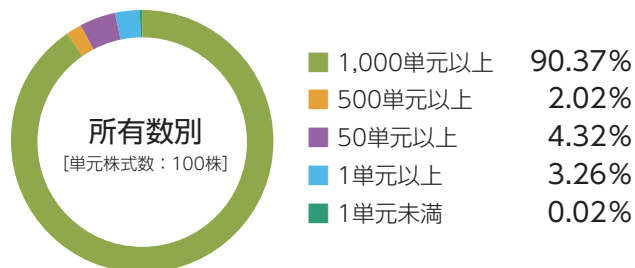 所有数別
[単元株式数：100株]
1,000単元以上 90.37%
500単元以上 2.02%
50単元以上 4.32%
1単元以上 3.26%
1単元未満 0.02%